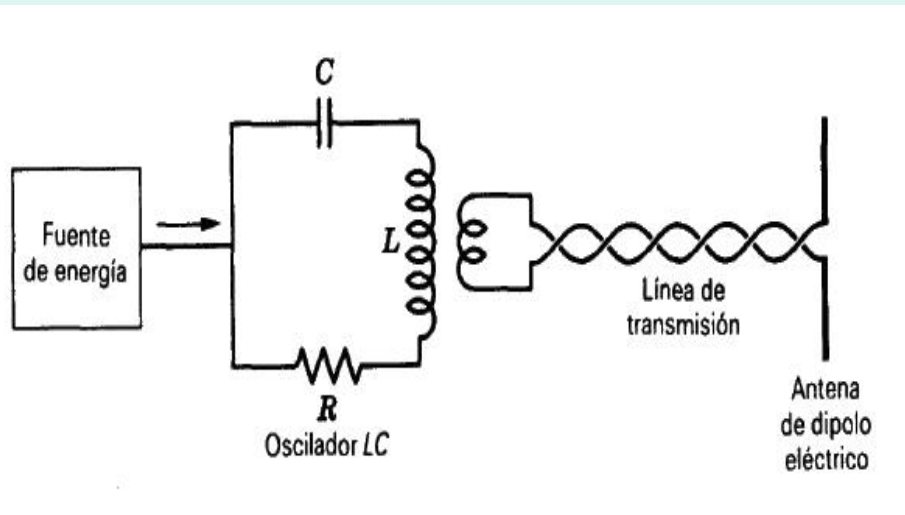 C
Fuente
de energía
L
Línea de
transmisión
R
Oscilador LC
Antena
de dipolo
eléctrico